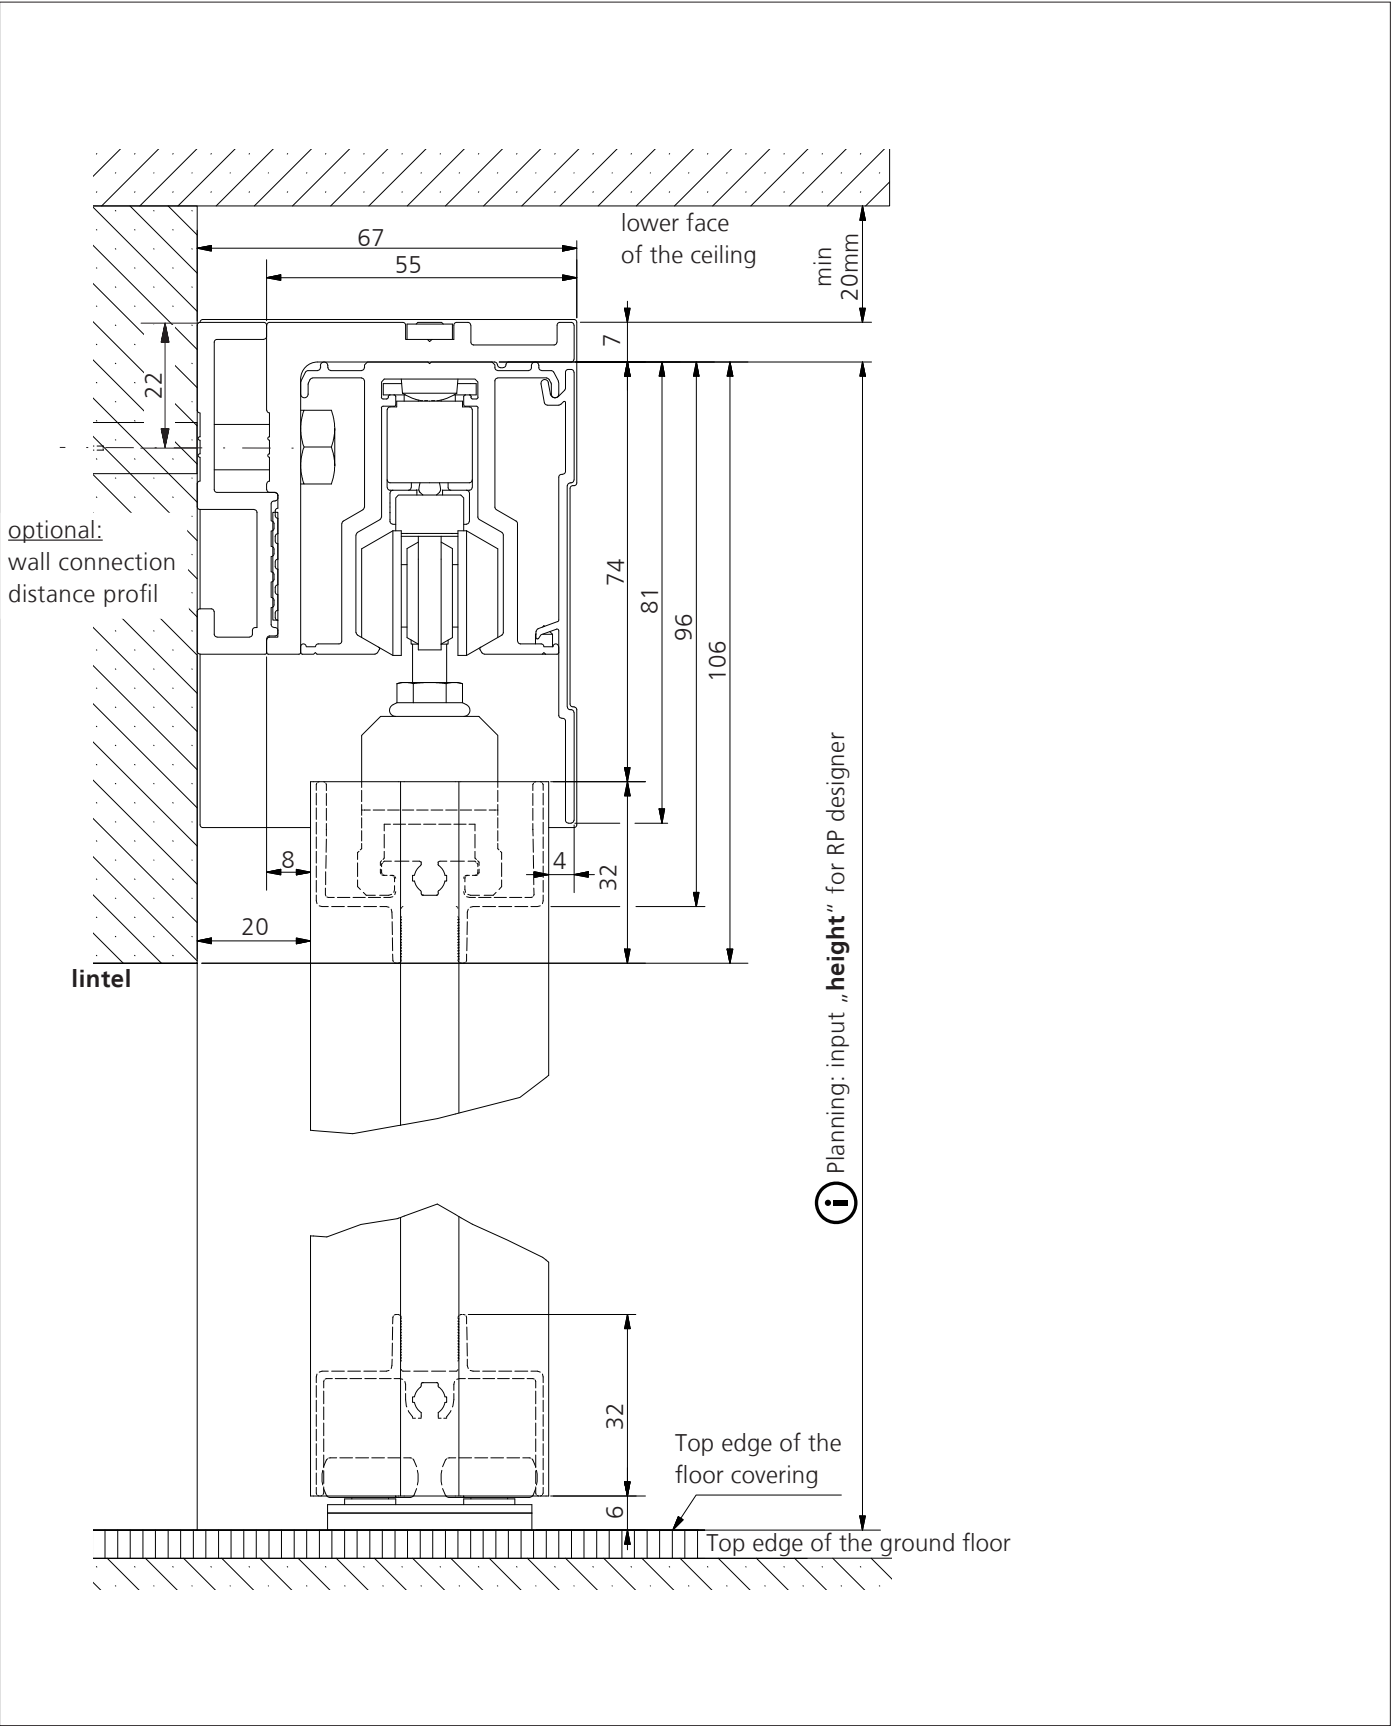 67
lower face
of the ceiling
55
min
20mm
7
22
optional:
wall connection
distance profil
74
81
96
106
8
4
32
20
lintel
Planning: input „height“ for RP designer
32
Top edge of the
floor covering
6
Top edge of the ground floor